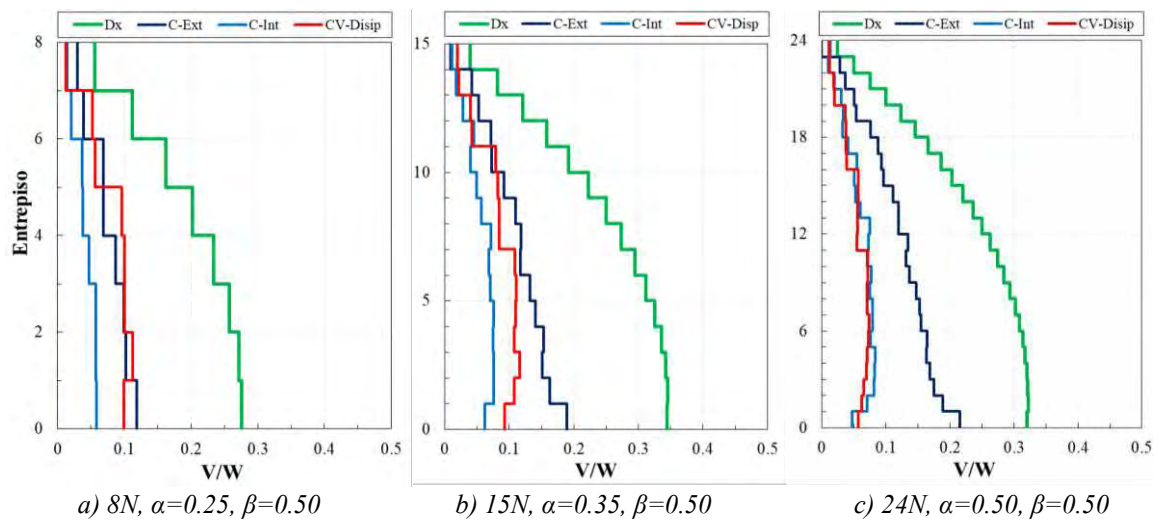 Dx C-Ext C-Int CV-Disip
Dx C-Ext C-Int CV-Disip
Dx C-Ext C-Int CV-Disip
8
6
4
2
0
Entrepiso
0 0.1 0.2 0.3 0.4 0.5
V/W
15
10
5
0
0 0.1 0.2 0.3 0.4 0.5
V/W
24
18
12
6
0
0 0.1 0.2 0.3 0.4 0.5
V/W
a) 8N, α=0.25, β=0.50
b) 15N, α=0.35, β=0.50
c) 24N, α=0.50, β=0.50